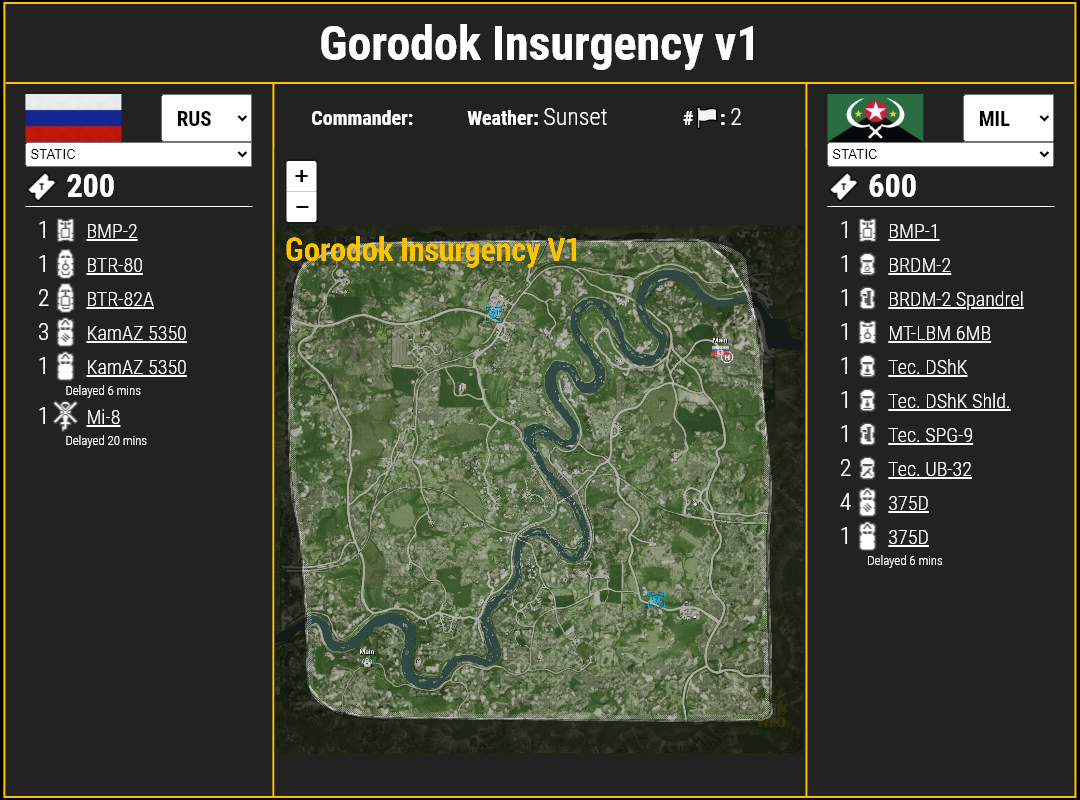 Gorodok Insurgency v1
RUS
STATIC
200
1 BMP-2
1 BTR-80
2 BTR-82A
3 KamAZ 5350
1 KamAZ 5350
Delayed 6 mins
1 Mi-8
Delayed 20 mins
Commander:
Weather: Sunset
# : 2
+
−
Gorodok Insurgency V1
Main
H
Main
MIL
STATIC
600
1 BMP-1
1 BRDM-2
1 BRDM-2 Spandrel
1 MT-LBM 6MB
1 Tec. DShK
1 Tec. DShK Shld.
1 Tec. SPG-9
2 Tec. UB-32
4 375D
1 375D
Delayed 6 mins